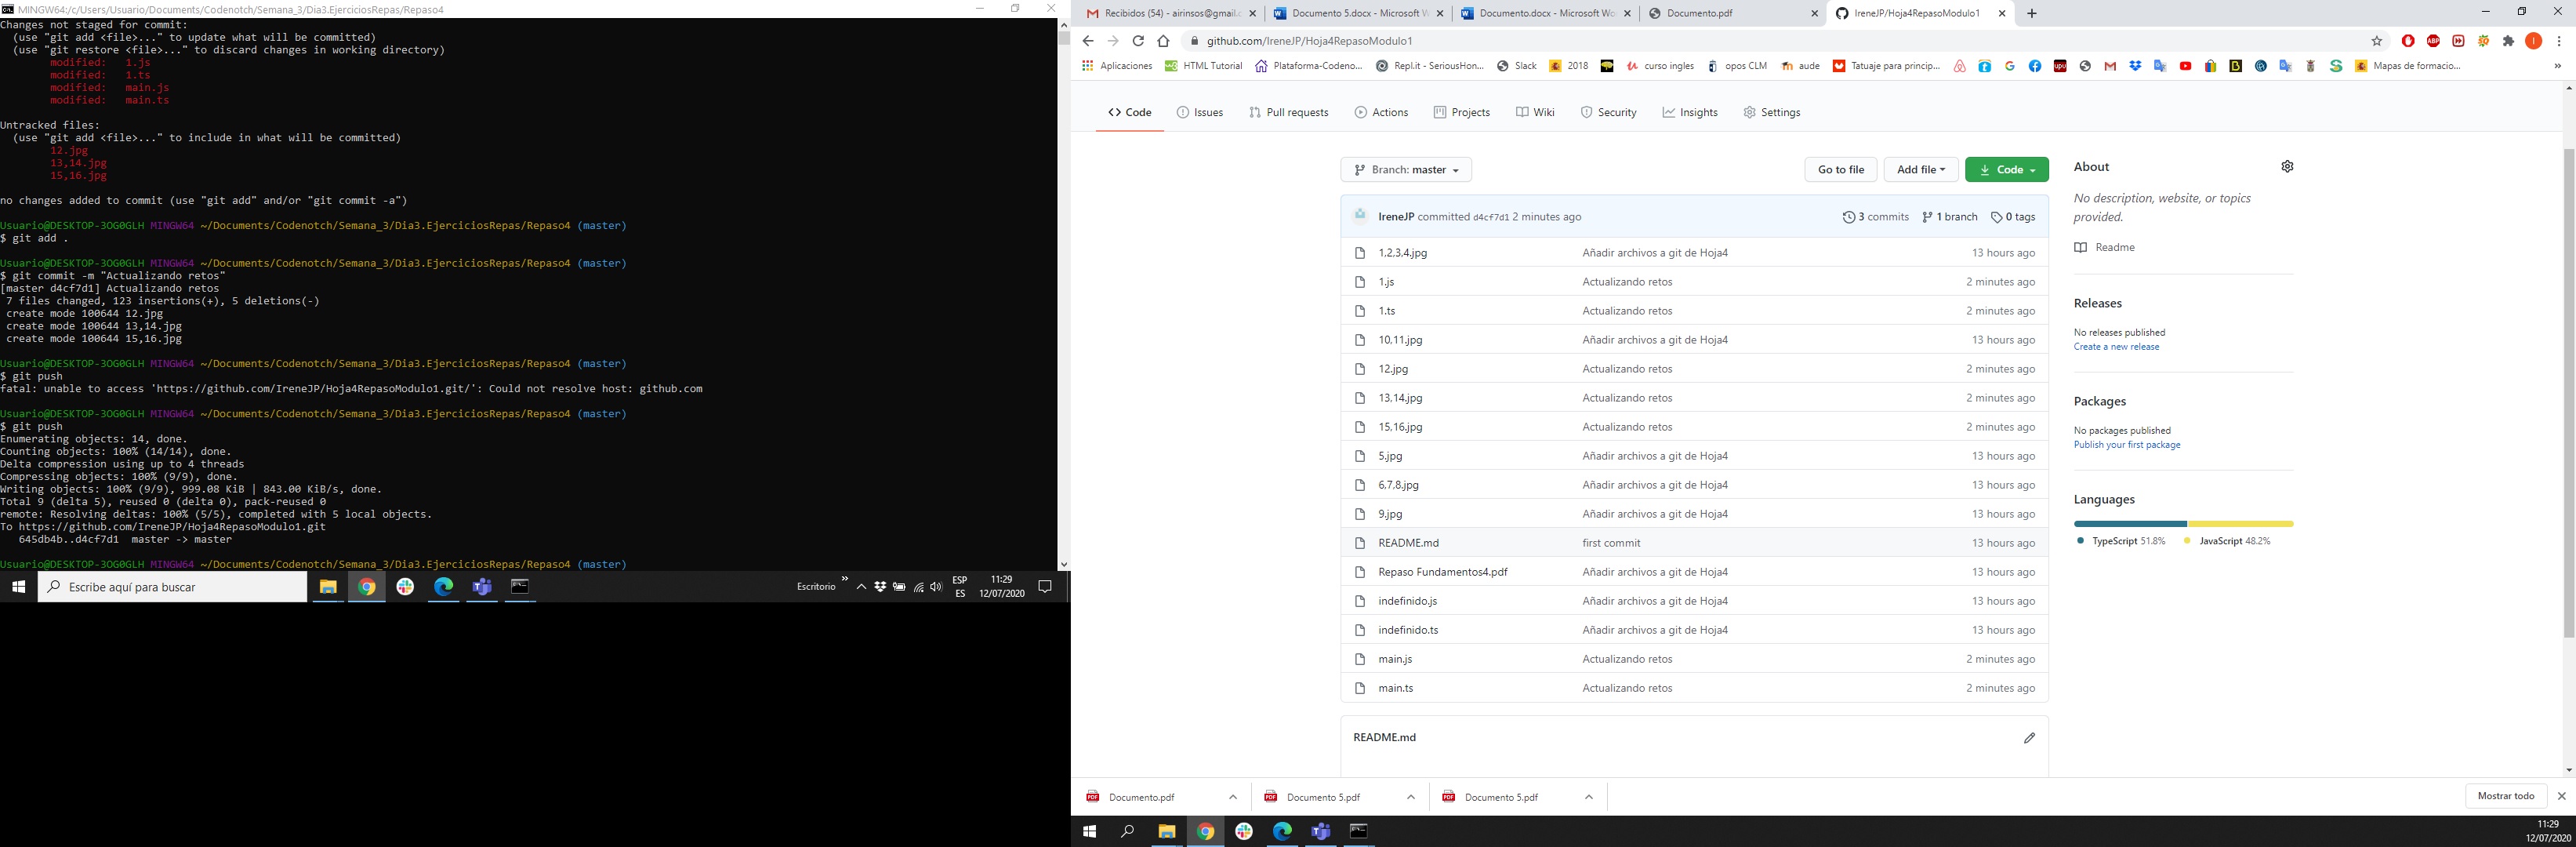 MINGW64:/c/Users/Usuario/Documents/Codenotch/Semana_3/Dia3.EjerciciosRepas/Repaso4
Changes not staged for commit:
(use "git add <file>..." to update what will be committed)
(use "git restore <file>..." to discard changes in working directory)
modified: 1.js
modified: 1.ts
modified: main.js
modified: main.ts
Untracked files:
(use "git add <file>..." to include in what will be committed)
12.jpg
13,14.jpg
15,16.jpg
no changes added to commit (use "git add" and/or "git commit -a")
Usuario@DESKTOP-3OG0GLH MINGW64 ~/Documents/Codenotch/Semana_3/Dia3.EjerciciosRepas/Repaso4 (master)
$ git add .
Usuario@DESKTOP-3OG0GLH MINGW64 ~/Documents/Codenotch/Semana_3/Dia3.EjerciciosRepas/Repaso4 (master)
$ git commit -m "Actualizando retos"
[master d4cf7d1] Actualizando retos
7 files changed, 123 insertions(+), 5 deletions(-)
create mode 100644 12.jpg
create mode 100644 13,14.jpg
create mode 100644 15,16.jpg
Usuario@DESKTOP-3OG0GLH MINGW64 ~/Documents/Codenotch/Semana_3/Dia3.EjerciciosRepas/Repaso4 (master)
$ git push
fatal: unable to access 'https://github.com/IreneJP/Hoja4RepasoModulo1.git/': Could not resolve host: github.com
Usuario@DESKTOP-3OG0GLH MINGW64 ~/Documents/Codenotch/Semana_3/Dia3.EjerciciosRepas/Repaso4 (master)
$ git push
Enumerating objects: 14, done.
Counting objects: 100% (14/14), done.
Delta compression using up to 4 threads
Compressing objects: 100% (9/9), done.
Writing objects: 100% (9/9), 999.08 KiB | 843.00 KiB/s, done.
Total 9 (delta 5), reused 0 (delta 0), pack-reused 0
remote: Resolving deltas: 100% (5/5), completed with 5 local objects.
To https://github.com/IreneJP/Hoja4RepasoModulo1.git
645db4b..d4cf7d1 master -> master
Usuario@DESKTOP-3OG0GLH MINGW64 ~/Documents/Codenotch/Semana_3/Dia3.EjerciciosRepas/Repaso4 (master)
Escribe aquí para buscar
Escritorio
ESP
ES
11:29
12/07/2020
Recibidos (54) - airinsos@gmail.c
Documento 5.docx - Microsoft W
Documento.docx - Microsoft Wo
Documento.pdf
IreneJP/Hoja4RepasoModulo1
github.com/IreneJP/Hoja4RepasoModulo1
Aplicaciones HTML Tutorial Plataforma-Codeno... Repl.it - SeriousHon... Slack 2018 curso ingles opos CLM aude Tatuaje para princip... Mapas de formacio...
Code Issues Pull requests Actions Projects Wiki Security Insights Settings
Branch: master Go to file Add file Code
IreneJP committed d4cf7d1 2 minutes ago 3 commits 1 branch 0 tags
1,2,3,4.jpg Añadir archivos a git de Hoja4 13 hours ago
1.js Actualizando retos 2 minutes ago
1.ts Actualizando retos 2 minutes ago
10,11.jpg Añadir archivos a git de Hoja4 13 hours ago
12.jpg Actualizando retos 2 minutes ago
13,14.jpg Actualizando retos 2 minutes ago
15,16.jpg Actualizando retos 2 minutes ago
5.jpg Añadir archivos a git de Hoja4 13 hours ago
6,7,8.jpg Añadir archivos a git de Hoja4 13 hours ago
9.jpg Añadir archivos a git de Hoja4 13 hours ago
README.md first commit 13 hours ago
Repaso Fundamentos4.pdf Añadir archivos a git de Hoja4 13 hours ago
indefinido.js Añadir archivos a git de Hoja4 13 hours ago
indefinido.ts Añadir archivos a git de Hoja4 13 hours ago
main.js Actualizando retos 2 minutes ago
main.ts Actualizando retos 2 minutes ago
README.md
About
No description, website, or topics
provided.
Readme
Releases
No releases published
Create a new release
Packages
No packages published
Publish your first package
Languages
TypeScript 51.8% JavaScript 48.2%
Documento.pdf
Documento 5.pdf
Documento 5.pdf
Mostrar todo
11:29
12/07/2020